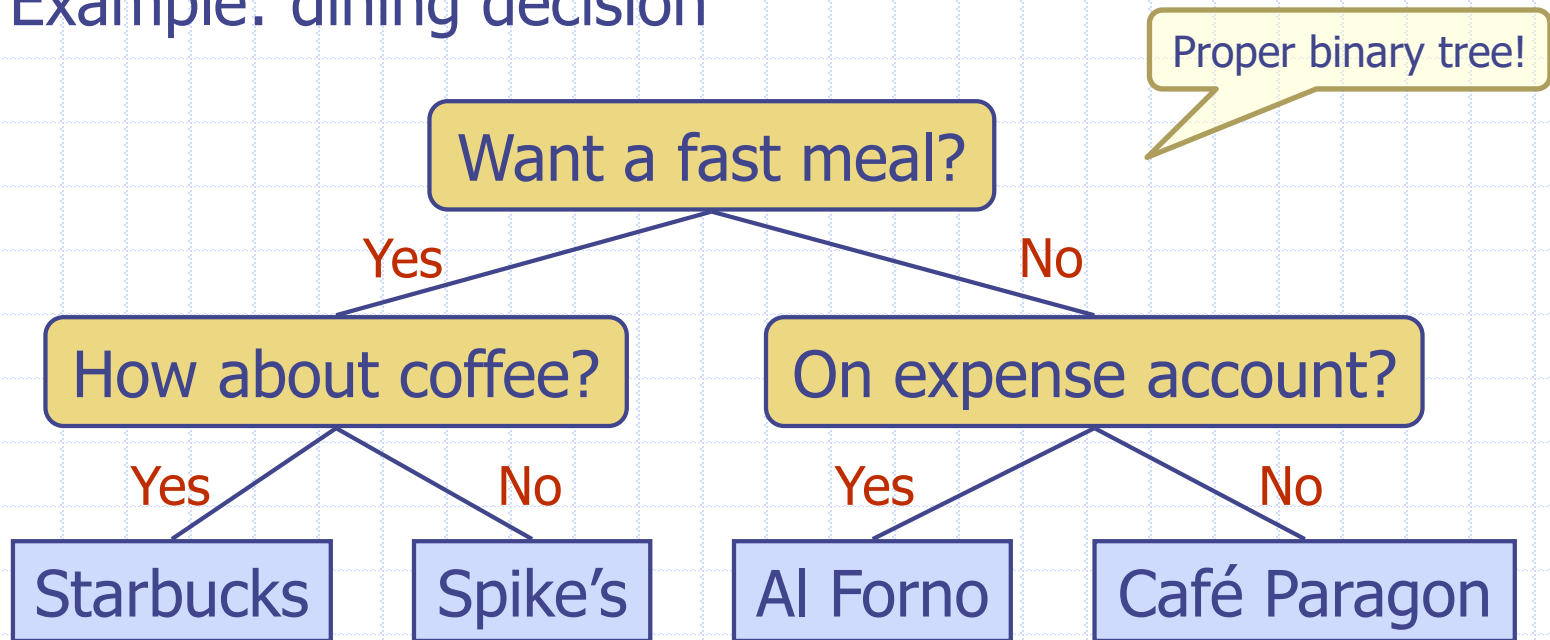 Example: dining decision
Proper binary tree!
Want a fast meal?
Yes
No
How about coffee?
On expense account?
Yes
No
Yes
No
Starbucks
Spike’s
Al Forno
Café Paragon